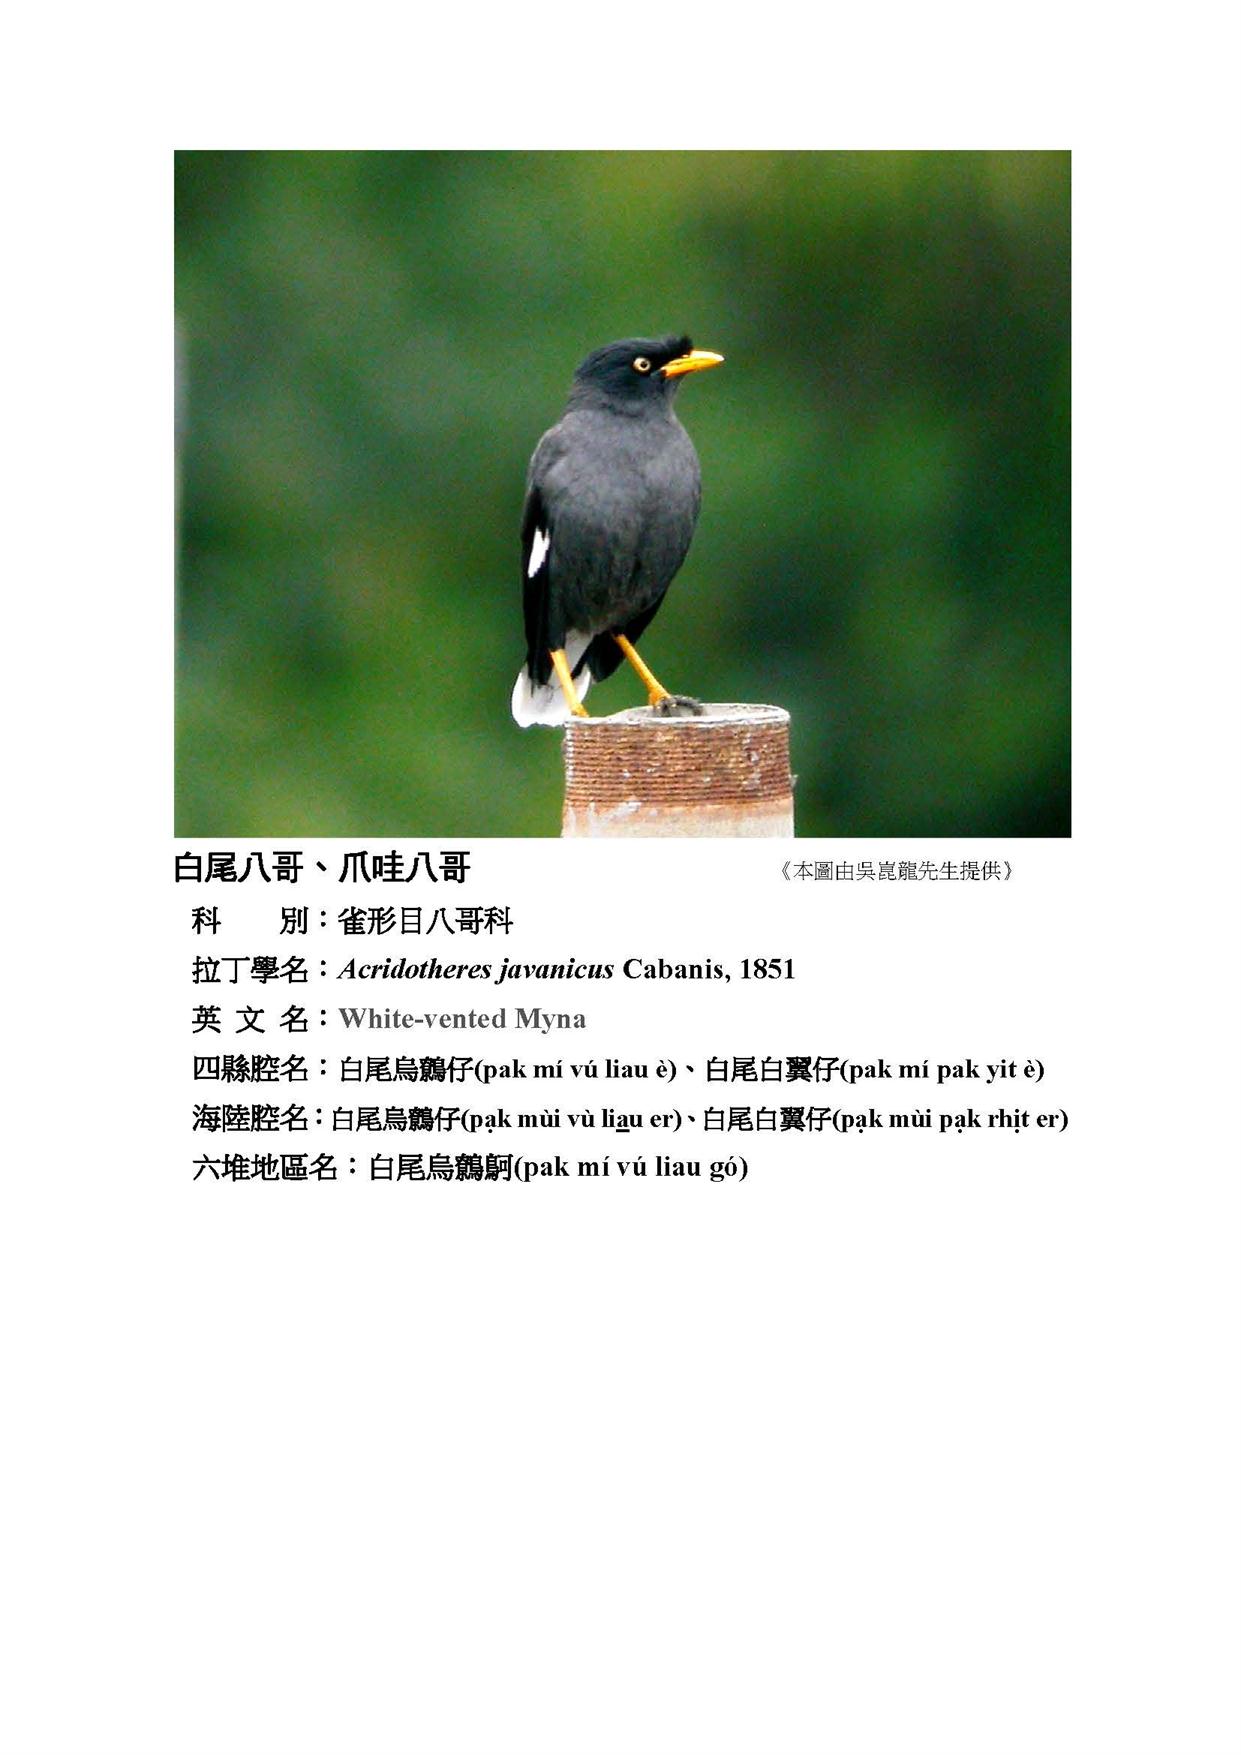 白尾八哥、爪哇八哥 《本圖由吳崑龍先生提供》
科 別：雀形目八哥科
拉丁學名：Acridotheres javanicus Cabanis, 1851
英 文 名：White-vented Myna
四縣腔名：白尾烏鷯仔(pak mí vú liau è)、白尾白翼仔(pak mí pak yit è)
海陸腔名：白尾烏鷯仔(pa̩k mùi vù lia̲u er)、白尾白翼仔(pa̩k mùi pa̩k rhi̩t er)
六堆地區名：白尾烏鷯鴚(pak mí vú liau gó)